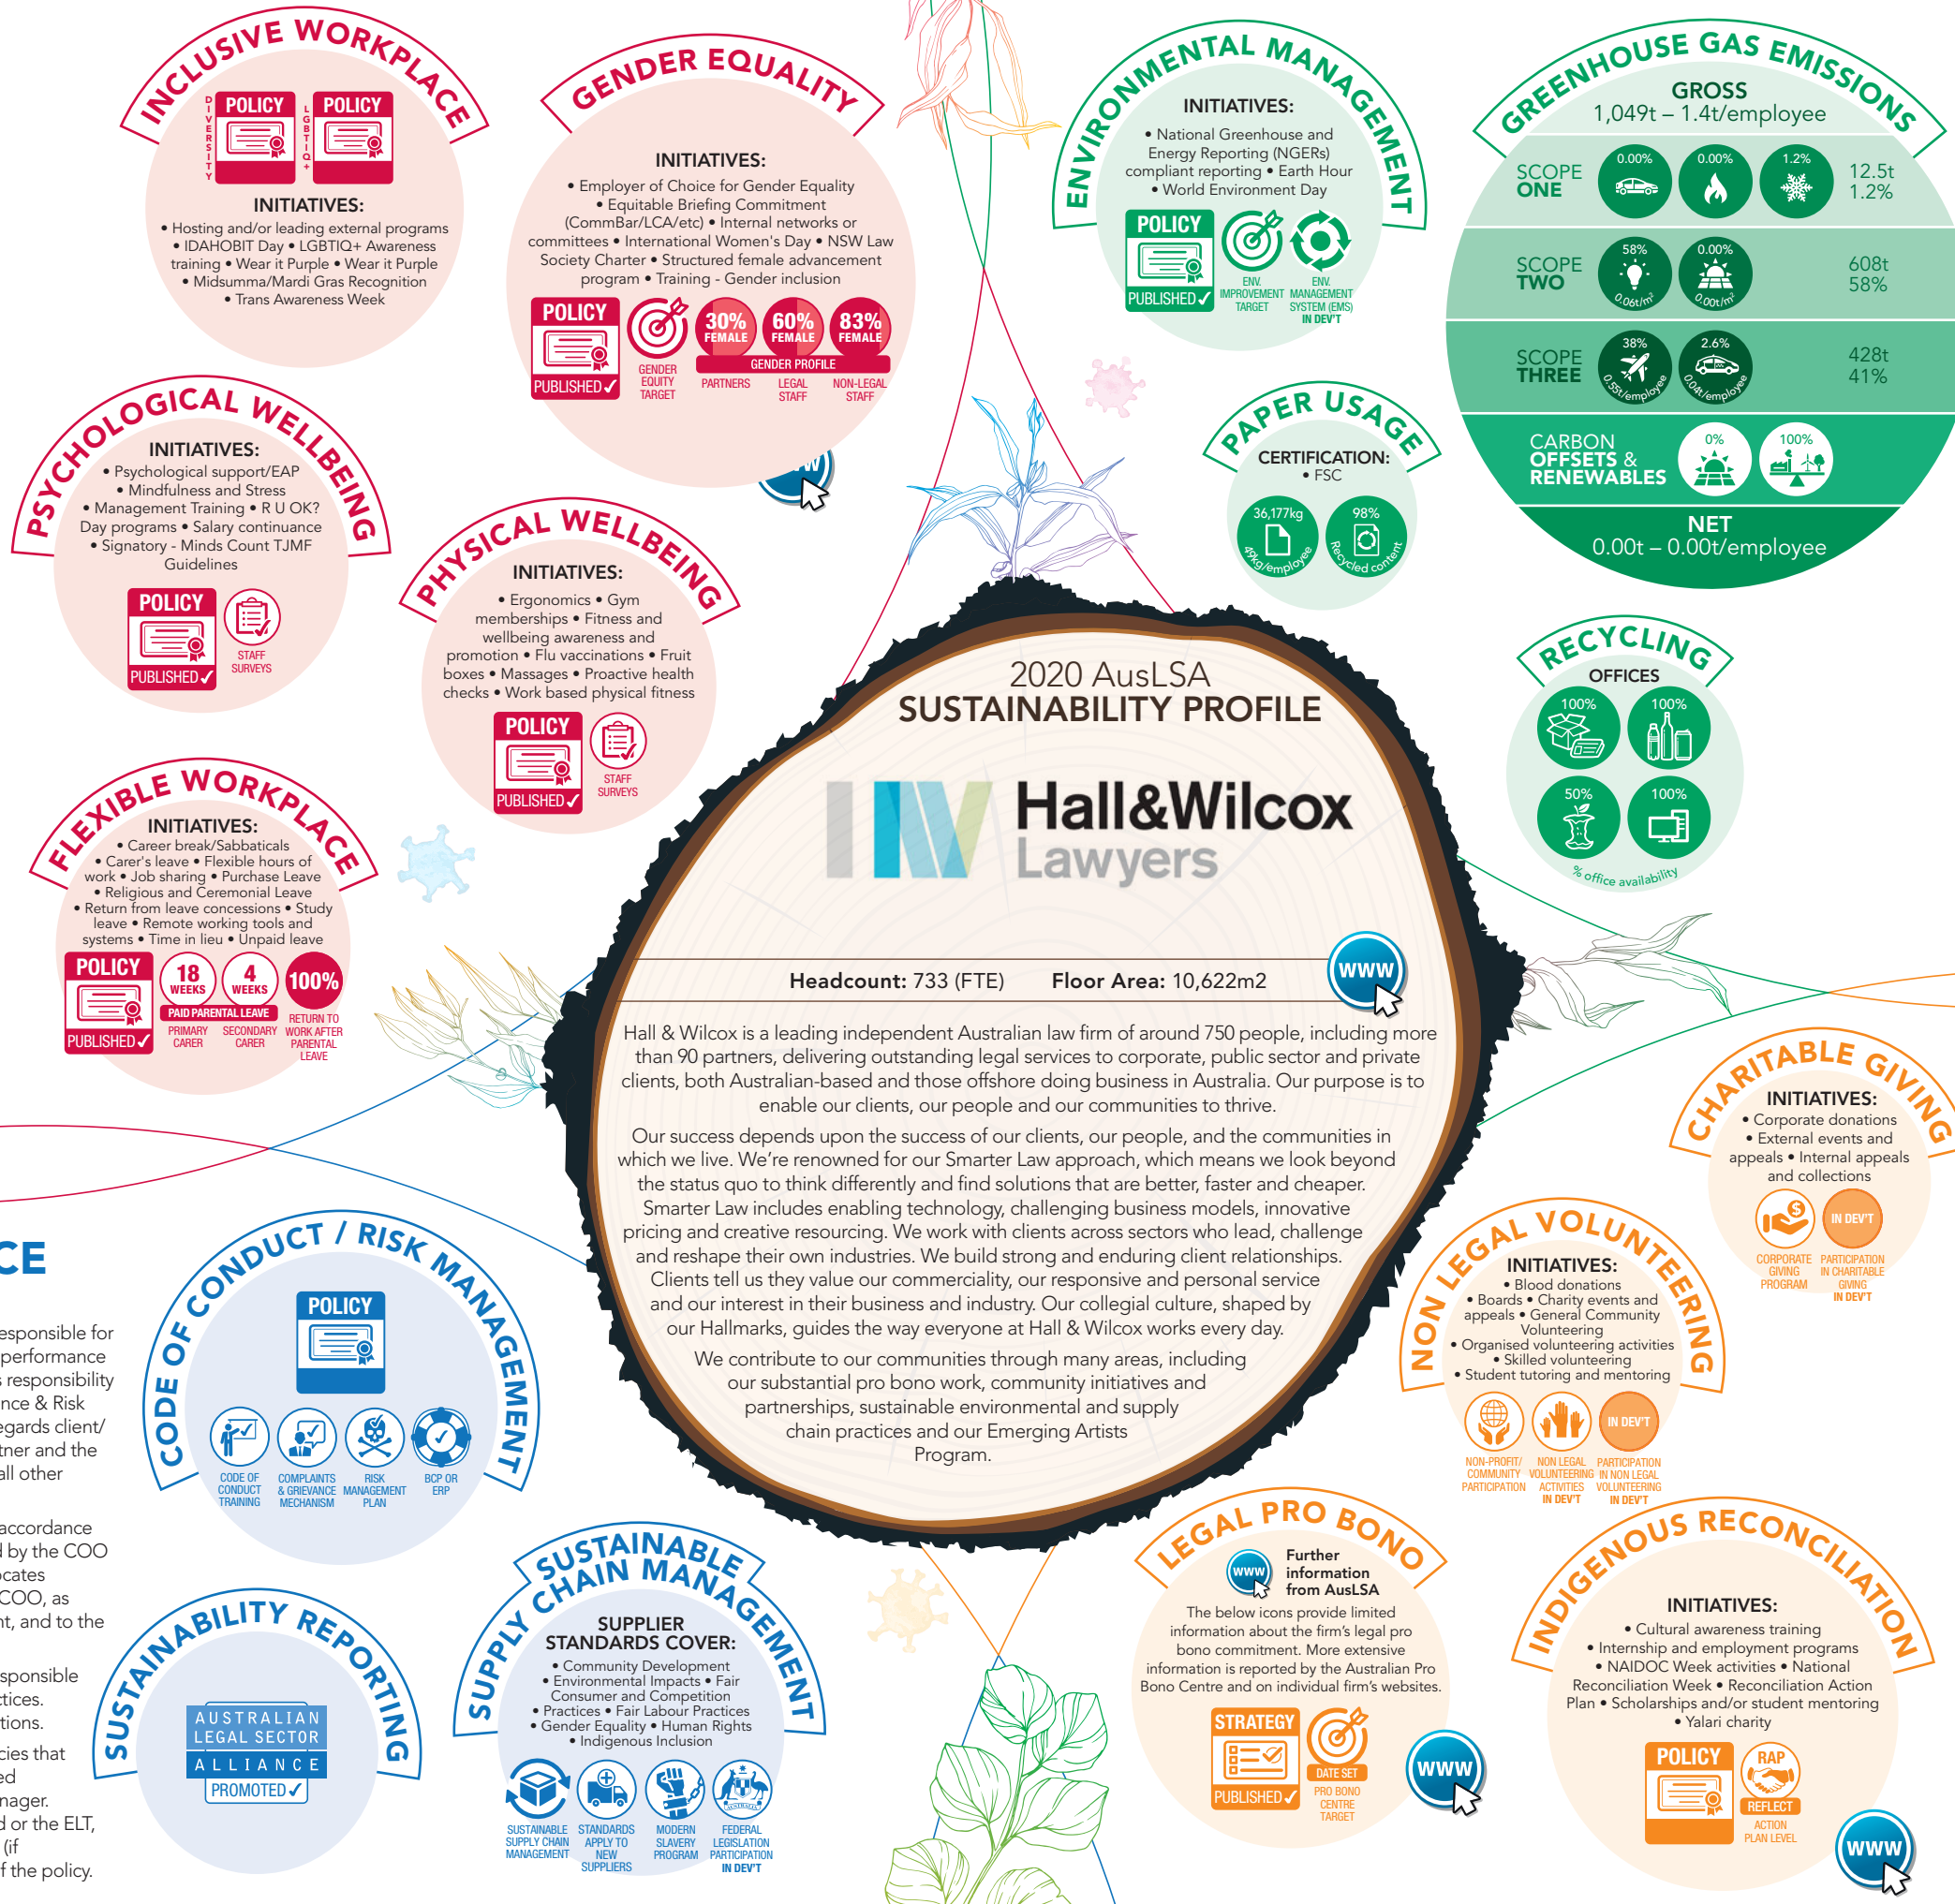 INCLUSIVE WORKPLACE
DIVERSITY
POLICY
LGBTIQ+
POLICY
INITIATIVES:
• Hosting and/or leading external programs
• IDAHOBIT Day • LGBTIQ+ Awareness
training • Wear it Purple • Wear it Purple
• Midsumma/Mardi Gras Recognition
• Trans Awareness Week
GENDER EQUALITY
INITIATIVES:
• Employer of Choice for Gender Equality
• Equitable Briefing Commitment
(CommBar/LCA/etc) • Internal networks or
committees • International Women's Day • NSW Law
Society Charter • Structured female advancement
program • Training - Gender inclusion
POLICY
PUBLISHED ✓
GENDER
EQUITY
TARGET
30%
FEMALE
60%
FEMALE
83%
FEMALE
GENDER PROFILE
PARTNERS
LEGAL
STAFF
NON-LEGAL
STAFF
ENVIRONMENTAL MANAGEMENT
INITIATIVES:
• National Greenhouse and
Energy Reporting (NGERs)
compliant reporting • Earth Hour
• World Environment Day
POLICY
PUBLISHED ✓
ENV.
IMPROVEMENT
TARGET
ENV.
MANAGEMENT
SYSTEM (EMS)
IN DEV'T
GREENHOUSE GAS EMISSIONS
GROSS
1,049t – 1.4t/employee
SCOPE
ONE
0.00%
0.00%
1.2%
12.5t
1.2%
SCOPE
TWO
58%
0.06t/m²
0.00%
0.00t/m²
608t
58%
SCOPE
THREE
38%
0.55t/employee
2.6%
0.04t/employee
428t
41%
CARBON
OFFSETS &
RENEWABLES
0%
100%
NET
0.00t – 0.00t/employee
PSYCHOLOGICAL WELLBEING
INITIATIVES:
• Psychological support/EAP
• Mindfulness and Stress
• Management Training • R U OK?
Day programs • Salary continuance
• Signatory - Minds Count TJMF
Guidelines
POLICY
PUBLISHED ✓
STAFF
SURVEYS
PHYSICAL WELLBEING
INITIATIVES:
• Ergonomics • Gym
memberships • Fitness and
wellbeing awareness and
promotion • Flu vaccinations • Fruit
boxes • Massages • Proactive health
checks • Work based physical fitness
POLICY
PUBLISHED ✓
STAFF
SURVEYS
PAPER USAGE
CERTIFICATION:
• FSC
36,177kg
49kg/employee
98%
Recycled content
RECYCLING
OFFICES
100%
100%
50%
100%
% office availability
FLEXIBLE WORKPLACE
INITIATIVES:
• Career break/Sabbaticals
• Carer's leave • Flexible hours of
work • Job sharing • Purchase Leave
• Religious and Ceremonial Leave
• Return from leave concessions • Study
leave • Remote working tools and
systems • Time in lieu • Unpaid leave
POLICY
PUBLISHED ✓
18
WEEKS
4
WEEKS
PAID PARENTAL LEAVE
PRIMARY
CARER
SECONDARY
CARER
100%
RETURN TO
WORK AFTER
PARENTAL
LEAVE
2020 AusLSA
SUSTAINABILITY PROFILE
Hall&Wilcox
Lawyers
Headcount: 733 (FTE) Floor Area: 10,622m2
www
Hall & Wilcox is a leading independent Australian law firm of around 750 people, including more
than 90 partners, delivering outstanding legal services to corporate, public sector and private
clients, both Australian-based and those offshore doing business in Australia. Our purpose is to
enable our clients, our people and our communities to thrive.
Our success depends upon the success of our clients, our people, and the communities in
which we live. We're renowned for our Smarter Law approach, which means we look beyond
the status quo to think differently and find solutions that are better, faster and cheaper.
Smarter Law includes enabling technology, challenging business models, innovative
pricing and creative resourcing. We work with clients across sectors who lead, challenge
and reshape their own industries. We build strong and enduring client relationships.
Clients tell us they value our commerciality, our responsive and personal service
and our interest in their business and industry. Our collegial culture, shaped by
our Hallmarks, guides the way everyone at Hall & Wilcox works every day.
We contribute to our communities through many areas, including
our substantial pro bono work, community initiatives and
partnerships, sustainable environmental and supply
chain practices and our Emerging Artists
Program.
CHARITABLE GIVING
INITIATIVES:
• Corporate donations
• External events and
appeals • Internal appeals
and collections
CORPORATE
GIVING
PROGRAM
IN DEV'T
PARTICIPATION
IN CHARITABLE
GIVING
IN DEV'T
NON LEGAL VOLUNTEERING
INITIATIVES:
• Blood donations
• Boards • Charity events and
appeals • General Community
Volunteering
• Organised volunteering activities
• Skilled volunteering
• Student tutoring and mentoring
NON-PROFIT/
COMMUNITY
PARTICIPATION
NON LEGAL
VOLUNTEERING
ACTIVITIES
IN DEV'T
IN DEV'T
PARTICIPATION
IN NON LEGAL
VOLUNTEERING
IN DEV'T
CE
esponsible for
performance
s responsibility
nce & Risk
egards client/
tner and the
all other
accordance
d by the COO
ocates
COO, as
nt, and to the
sponsible
ctices.
tions.
cies that
ed
nager.
d or the ELT,
(if
f the policy.
CODE OF CONDUCT / RISK MANAGEMENT
POLICY
CODE OF
CONDUCT
TRAINING
COMPLAINTS
& GRIEVANCE
MECHANISM
RISK
MANAGEMENT
PLAN
BCP OR
ERP
SUSTAINABILITY REPORTING
AUSTRALIAN
LEGAL SECTOR
ALLIANCE
PROMOTED ✓
SUSTAINABLE
SUPPLY CHAIN MANAGEMENT
SUPPLIER
STANDARDS COVER:
• Community Development
• Environmental Impacts • Fair
Consumer and Competition
• Practices • Fair Labour Practices
• Gender Equality • Human Rights
• Indigenous Inclusion
SUSTAINABLE
SUPPLY CHAIN
MANAGEMENT
STANDARDS
APPLY TO
NEW
SUPPLIERS
MODERN
SLAVERY
PROGRAM
AUSTRALIA
FEDERAL
LEGISLATION
PARTICIPATION
IN DEV'T
LEGAL PRO BONO
www
Further
information
from AusLSA
The below icons provide limited
information about the firm's legal pro
bono commitment. More extensive
information is reported by the Australian Pro
Bono Centre and on individual firm's websites.
STRATEGY
PUBLISHED ✓
DATE SET
PRO BONO
CENTRE
TARGET
www
INDIGENOUS RECONCILIATION
INITIATIVES:
• Cultural awareness training
• Internship and employment programs
• NAIDOC Week activities • National
Reconciliation Week • Reconciliation Action
Plan • Scholarships and/or student mentoring
• Yalari charity
POLICY
RAP
REFLECT
ACTION
PLAN LEVEL
www